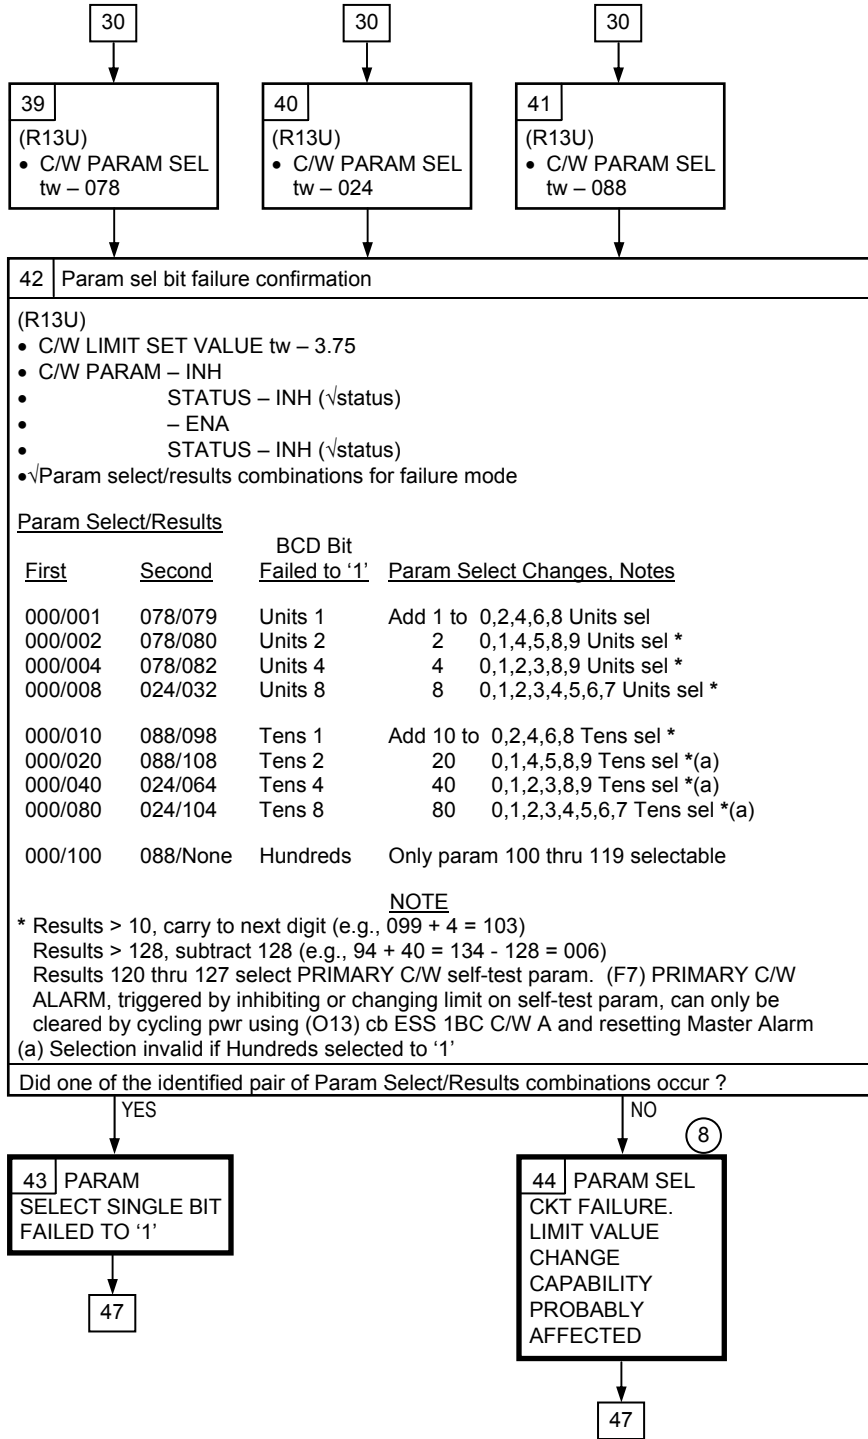 30 30 30
39 40 41
(R13U) (R13U) (R13U)
• C/W PARAM SEL • C/W PARAM SEL • C/W PARAM SEL
tw – 078 tw – 024 tw – 088
42 Param sel bit failure confirmation
(R13U)
• C/W LIMIT SET VALUE tw – 3.75
• C/W PARAM – INH
• STATUS – INH (√status)
• – ENA
• STATUS – INH (√status)
•√Param select/results combinations for failure mode
Param Select/Results
BCD Bit
First Second Failed to ‘1’ Param Select Changes, Notes
000/001 078/079 Units 1 Add 1 to 0,2,4,6,8 Units sel
000/002 078/080 Units 2 2 0,1,4,5,8,9 Units sel *
000/004 078/082 Units 4 4 0,1,2,3,8,9 Units sel *
000/008 024/032 Units 8 8 0,1,2,3,4,5,6,7 Units sel *
000/010 088/098 Tens 1 Add 10 to 0,2,4,6,8 Tens sel *
000/020 088/108 Tens 2 20 0,1,4,5,8,9 Tens sel *(a)
000/040 024/064 Tens 4 40 0,1,2,3,8,9 Tens sel *(a)
000/080 024/104 Tens 8 80 0,1,2,3,4,5,6,7 Tens sel *(a)
000/100 088/None Hundreds Only param 100 thru 119 selectable
NOTE
* Results > 10, carry to next digit (e.g., 099 + 4 = 103)
Results > 128, subtract 128 (e.g., 94 + 40 = 134 - 128 = 006)
Results 120 thru 127 select PRIMARY C/W self-test param. (F7) PRIMARY C/W
ALARM, triggered by inhibiting or changing limit on self-test param, can only be
cleared by cycling pwr using (O13) cb ESS 1BC C/W A and resetting Master Alarm
(a) Selection invalid if Hundreds selected to ‘1’
Did one of the identified pair of Param Select/Results combinations occur ?
YES NO
8
43 PARAM
SELECT SINGLE BIT
FAILED TO ‘1’
47
44 PARAM SEL
CKT FAILURE.
LIMIT VALUE
CHANGE
CAPABILITY
PROBABLY
AFFECTED
47